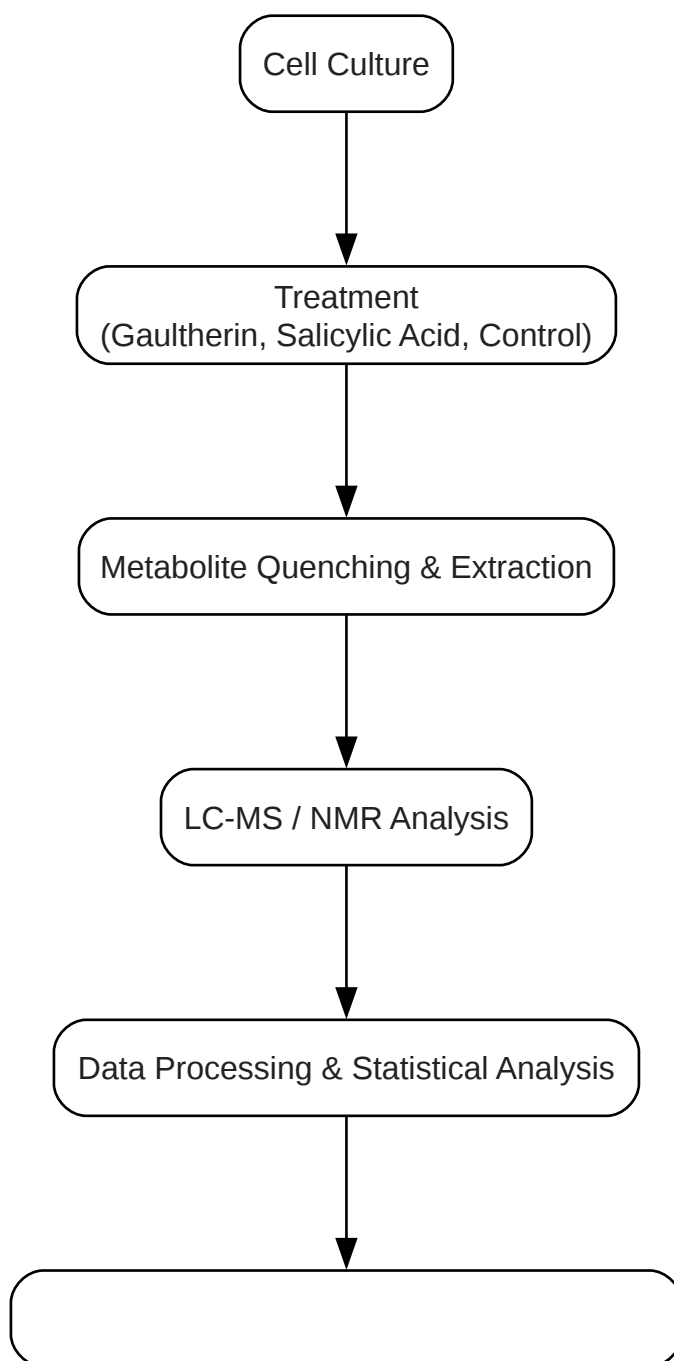 Cell Culture
Treatment
(Gaultherin, Salicylic Acid, Control)
Metabolite Quenching & Extraction
LC-MS / NMR Analysis
Data Processing & Statistical Analysis